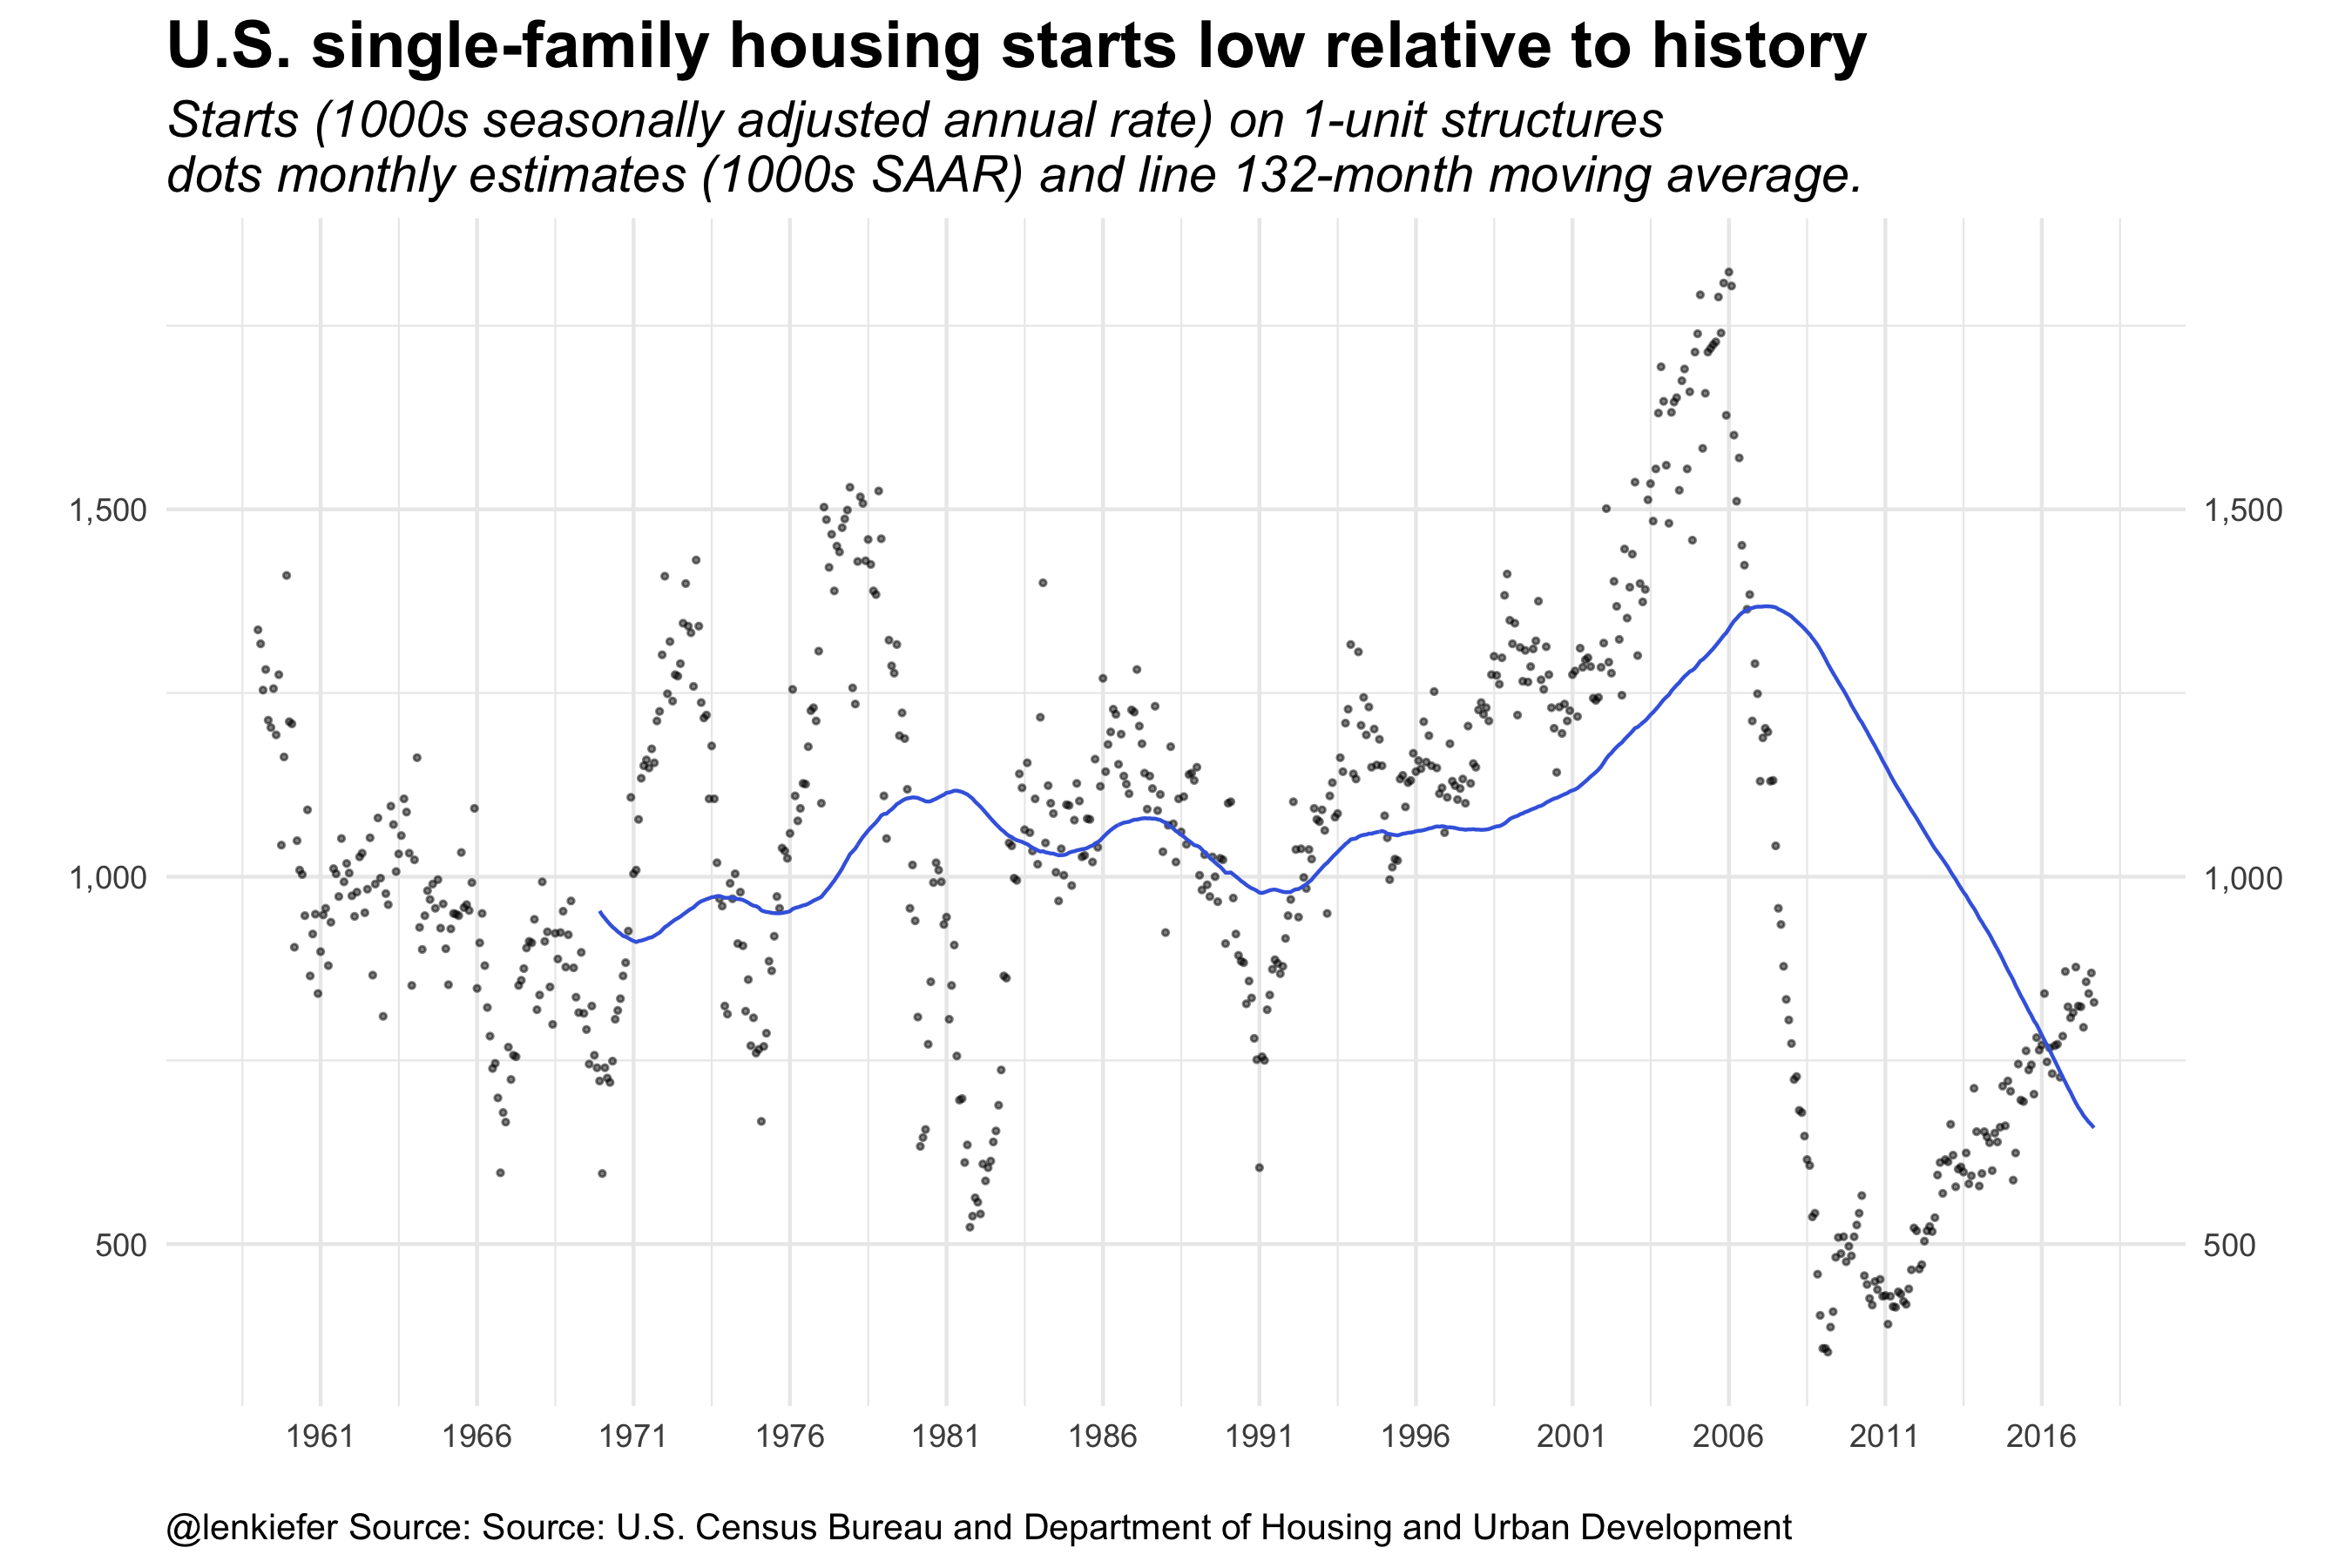 U.S. single-family housing starts low relative to history
Starts (1000s seasonally adjusted annual rate) on 1-unit structures
dots monthly estimates (1000s SAAR) and line 132-month moving average.
1,500 1,500
1,000 1,000
500 500
1961 1966 1971 1976 1981 1986 1991 1996 2001 2006 2011 2016
@lenkiefer Source: Source: U.S. Census Bureau and Department of Housing and Urban Development